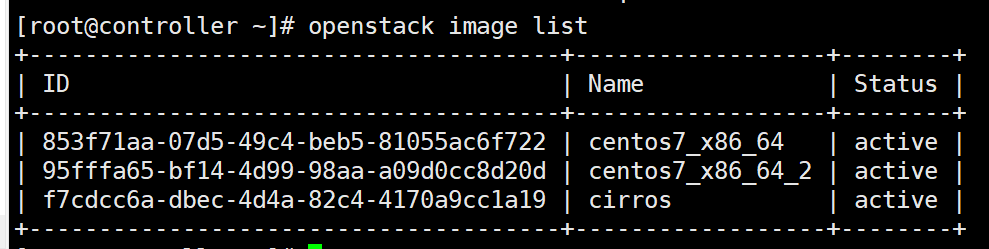 [root@controller ~]# openstack image list
+--------------------------------------+-----------------+--------+
| ID                                   | Name            | Status |
+--------------------------------------+-----------------+--------+
| 853f71aa-07d5-49c4-beb5-81055ac6f722 | centos7_x86_64   | active |
| 95fffa65-bf14-4d99-98aa-a09d0cc8d20d | centos7_x86_64_2 | active |
| f7cdcc6a-dbec-4d4a-82c4-4170a9cc1a19 | cirros          | active |
+--------------------------------------+-----------------+--------+